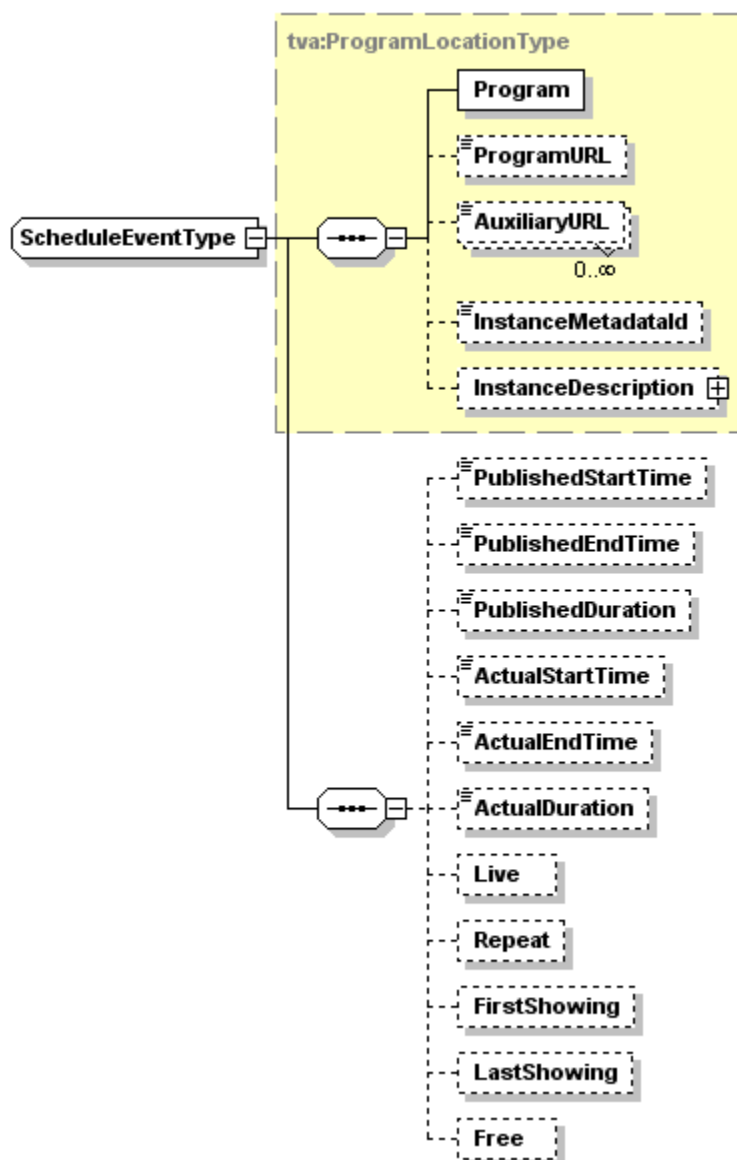 tva:ProgramLocationType
Program
ProgramURL
AuxiliaryURL
0..∞
ScheduleEventType
InstanceMetadataId
InstanceDescription
PublishedStartTime
PublishedEndTime
PublishedDuration
ActualStartTime
ActualEndTime
ActualDuration
Live
Repeat
FirstShowing
LastShowing
Free